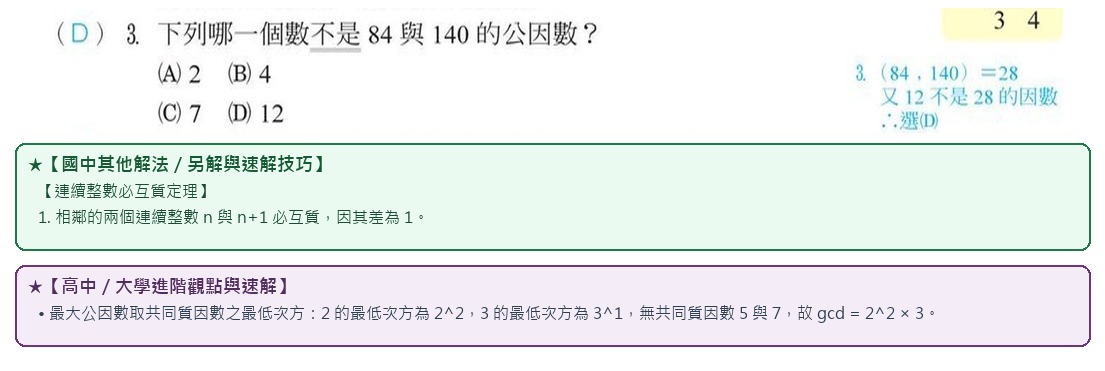 3 4
（D） 3. 下列哪一個數不是 84 與 140 的公因數？
(A) 2 (B) 4
(C) 7 (D) 12
3.（84，140）＝28
又 12 不是 28 的因數
∴選(D)
★【國中其他解法 / 另解與速解技巧】
【連續整數必互質定理】
1. 相鄰的兩個連續整數 n 與 n+1 必互質，因其差為 1。
★【高中 / 大學進階觀點與速解】
• 最大公因數取共同質因數之最低次方：2 的最低次方為 2^2，3 的最低次方為 3^1，無共同質因數 5 與 7，故 gcd = 2^2 × 3。